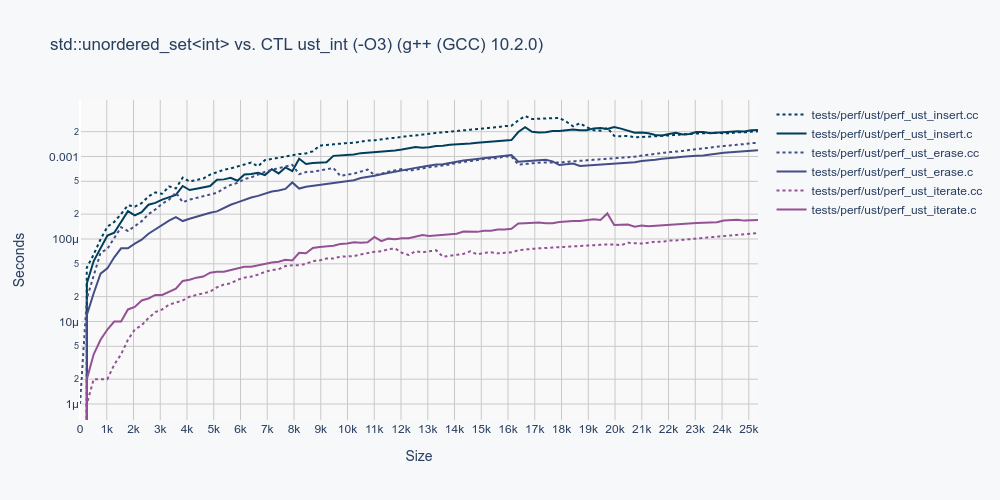 std::unordered_set<int> vs. CTL ust_int (-O3) (g++ (GCC) 10.2.0)
tests/perf/ust/perf_ust_insert.cc
tests/perf/ust/perf_ust_insert.c
tests/perf/ust/perf_ust_erase.cc
tests/perf/ust/perf_ust_erase.c
tests/perf/ust/perf_ust_iterate.cc
tests/perf/ust/perf_ust_iterate.c
Seconds
2
0.001
5
2
100μ
5
2
10μ
5
2
1μ
0 1k 2k 3k 4k 5k 6k 7k 8k 9k 10k 11k 12k 13k 14k 15k 16k 17k 18k 19k 20k 21k 22k 23k 24k 25k
Size